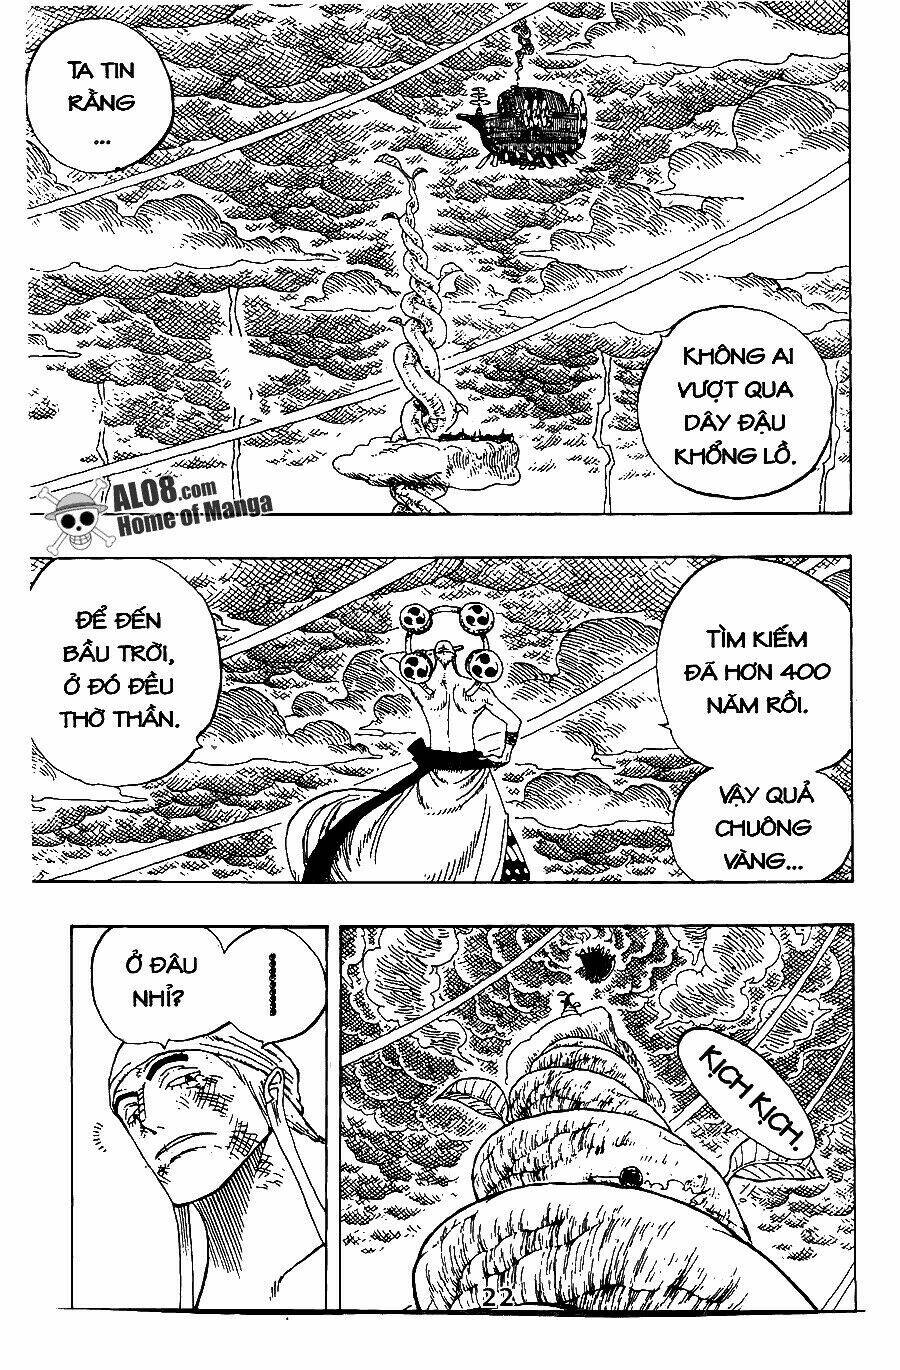 TA TIN
RẰNG
...
KHÔNG AI
VƯỢT QUA
DÂY ĐẬU
KHỔNG LỒ.
AL08.com
Home of Manga
ĐỂ ĐẾN
BẦU TRỜI,
Ở ĐÓ ĐỀU
THỜ THẦN.
TÌM KIẾM
ĐÃ HƠN 400
NĂM RỒI.
VẬY QUẢ
CHUÔNG
VÀNG...
Ở ĐÂU
NHỈ?
..........
KỊCH KỊCH.
22